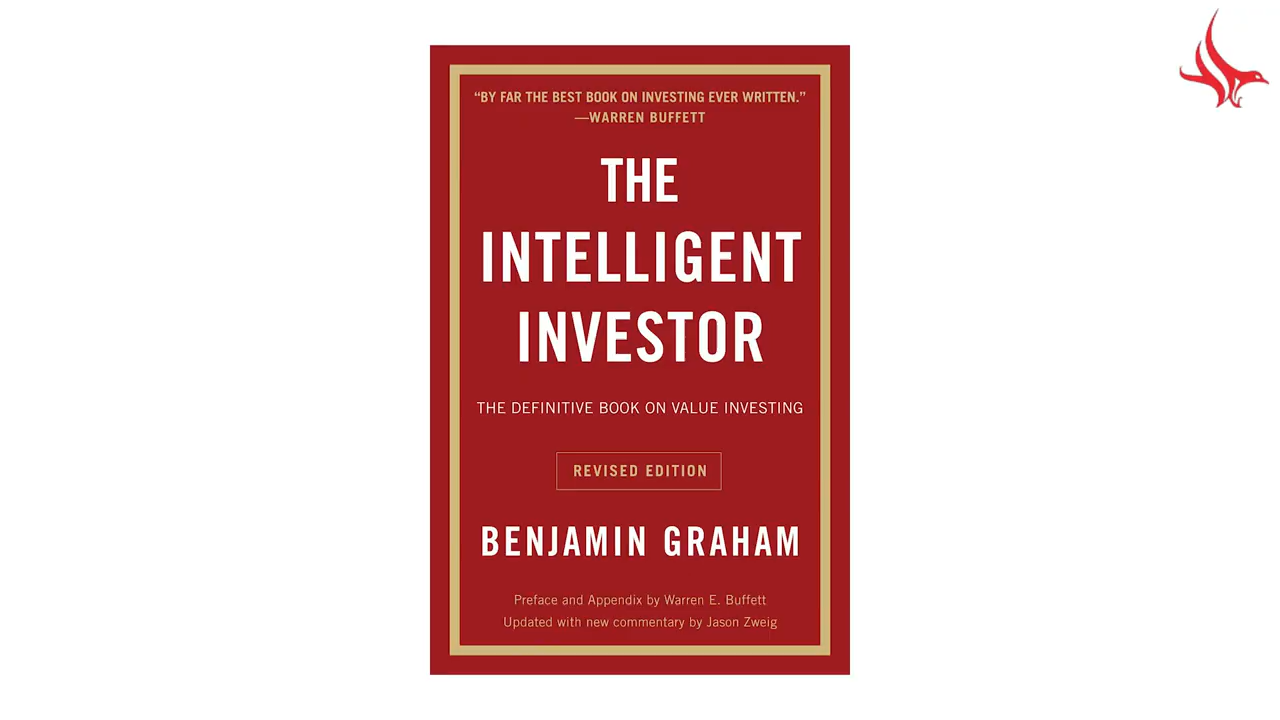 “BY FAR THE BEST BOOK ON INVESTING EVER WRITTEN.”
—WARREN BUFFETT
THE
INTELLIGENT
INVESTOR
THE DEFINITIVE BOOK ON VALUE INVESTING
REVISED EDITION
BENJAMIN GRAHAM
Preface and Appendix by Warren E. Buffett
Updated with new commentary by Jason Zweig